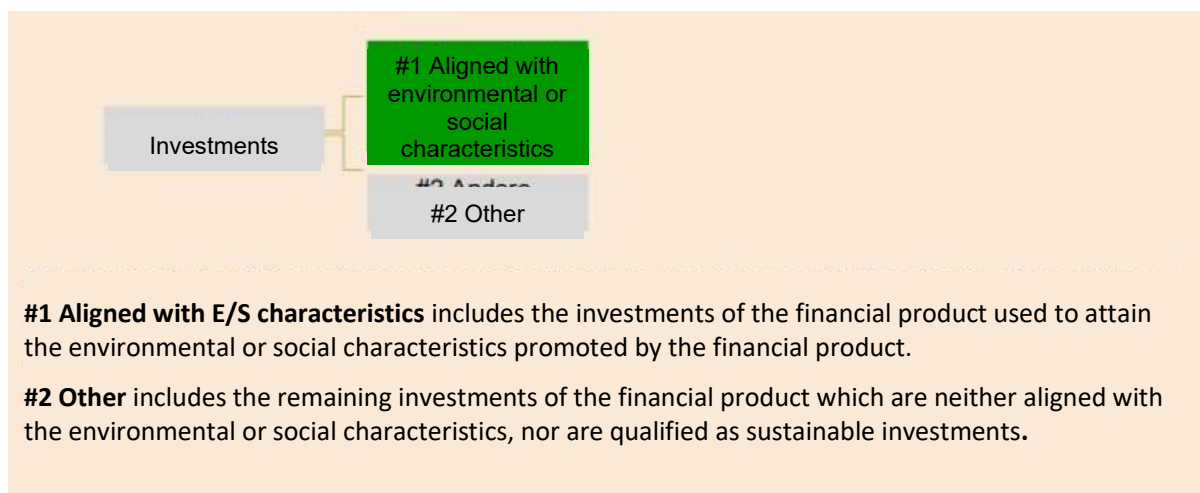 #1 Aligned with
environmental or
social
characteristics
Investments
#2 Other
#1 Aligned with E/S characteristics includes the investments of the financial product used to attain
the environmental or social characteristics promoted by the financial product.
#2 Other includes the remaining investments of the financial product which are neither aligned with
the environmental or social characteristics, nor are qualified as sustainable investments.